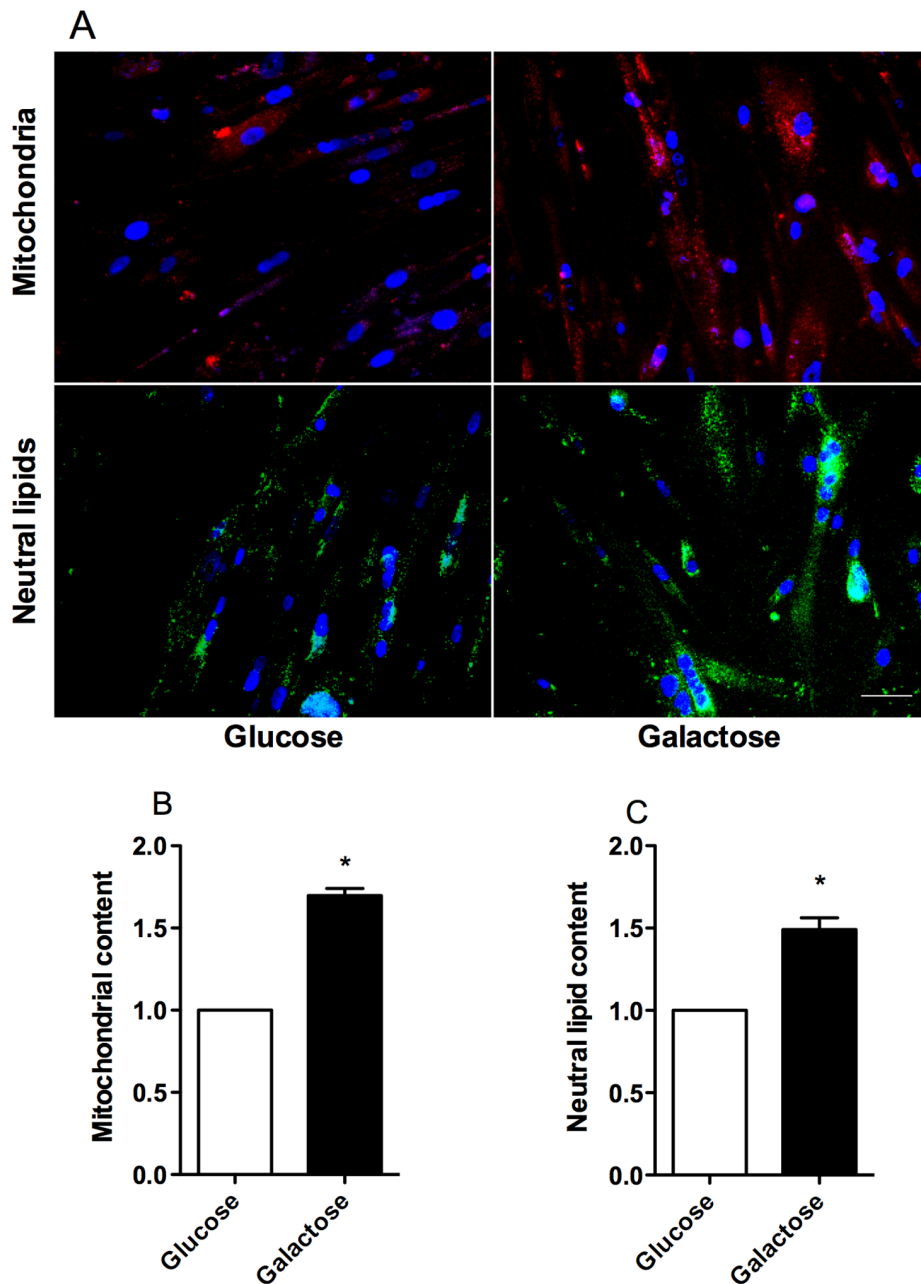 A
Mitochondria
Neutral lipids
Glucose
Galactose
B
2.0
1.5
1.0
0.5
0.0
Mitochondrial content
*
Glucose
Galactose
C
2.0
1.5
1.0
0.5
0.0
Neutral lipid content
*
Glucose
Galactose